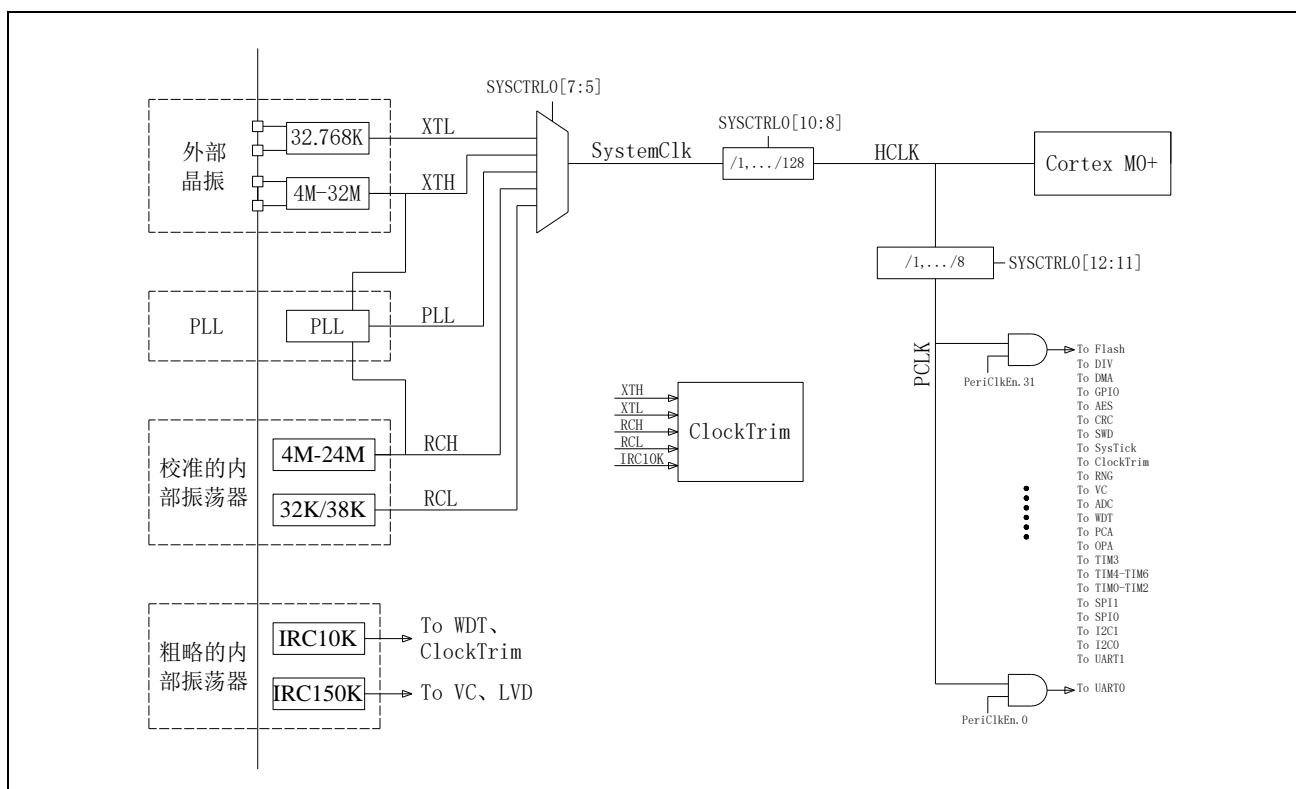 SYSCTRL0[7:5]
SYSCTRL0[10:8]
外部
晶振
32.768K
XTL
4M-32M
XTH
SystemClk
/1,.../128
HCLK
Cortex M0+
/1,.../8
SYSCTRL0[12:11]
PLL
PLL
PLL
PCLK
PeriClkEn.31
To Flash
To DIV
To DMA
To GPIO
To AES
To CRC
To SWD
To SysTick
To ClockTrim
To RNG
To VC
To ADC
To WDT
To PCA
To OPA
To TIM3
To TIM4-TIM6
To TIM0-TIM2
To SPI1
To SPI0
To I2C1
To I2C0
To UART1
PeriClkEn.0
To UART0
XTH
XTL
RCH
RCL
IRC10K
ClockTrim
校准的内
部振荡器
4M-24M
RCH
32K/38K
RCL
粗略的内
部振荡器
IRC10K
To WDT、
ClockTrim
IRC150K
To VC、LVD